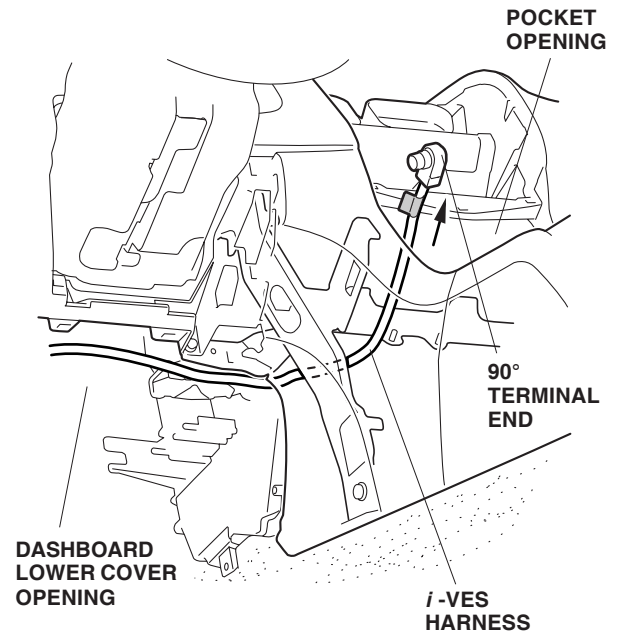 POCKET
OPENING
90°
TERMINAL
END
DASHBOARD
LOWER COVER
OPENING
i -VES
HARNESS